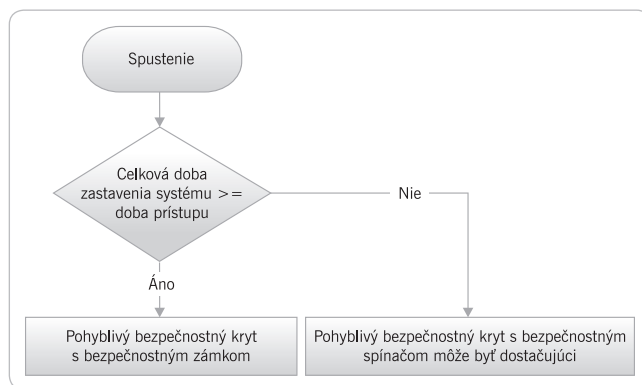 Spustenie
Celková doba
zastavenia systému >=
doba prístupu
Nie
Áno
Pohyblivý bezpečnostný kryt
s bezpečnostným zámkom
Pohyblivý bezpečnostný kryt s bezpečnostným
spínačom môže byť dostačujúci